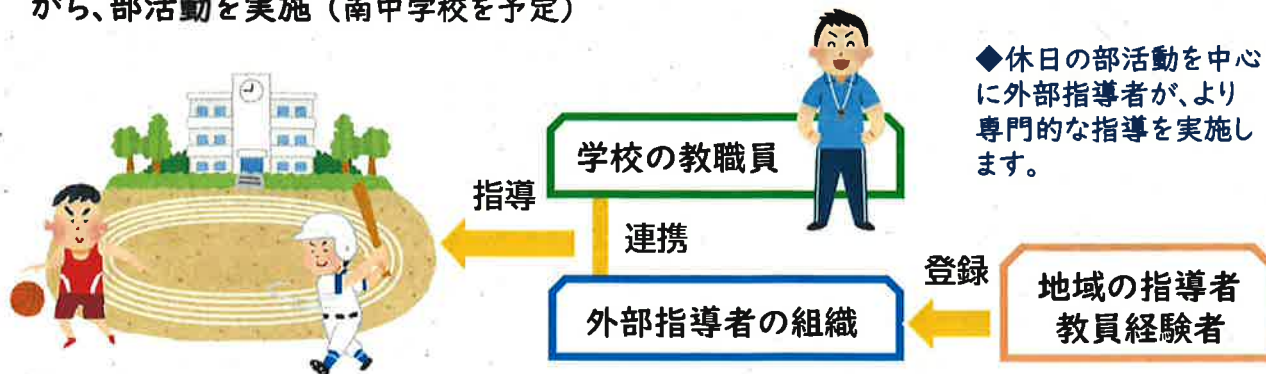 から、部活動を実施（南中学校を予定）
◆休日の部活動を中心
に外部指導者が、より
専門的な指導を実施し
ます。
学校の教職員
指導
連携
登録
外部指導者の組織
地域の指導者
教員経験者